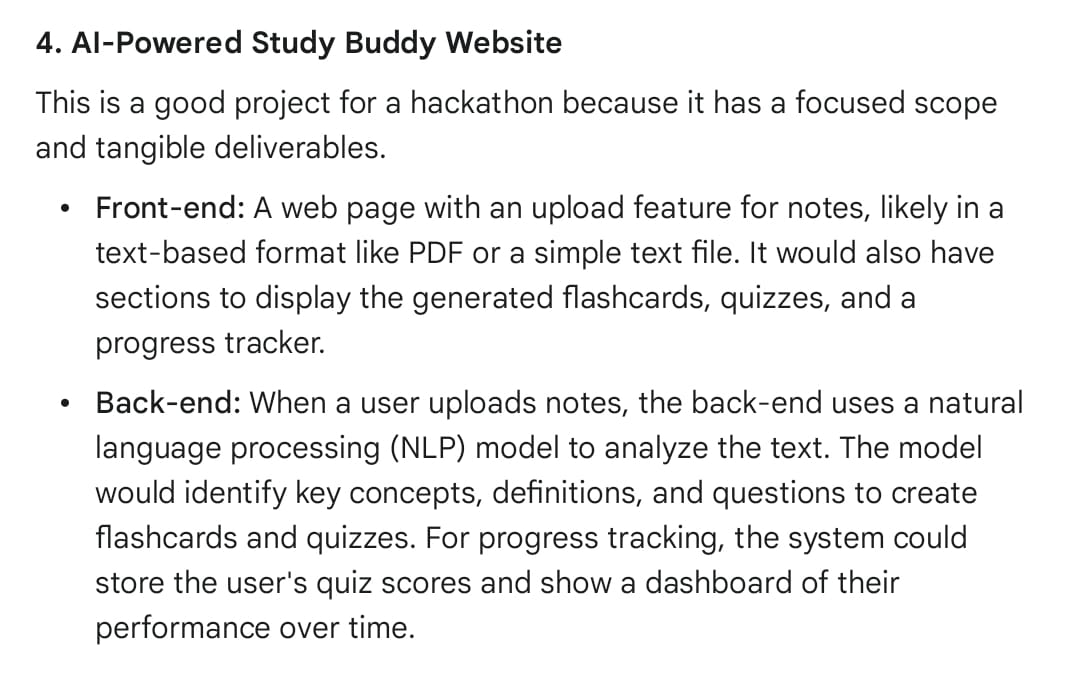 4. AI-Powered Study Buddy Website
This is a good project for a hackathon because it has a focused scope
and tangible deliverables.
• Front-end: A web page with an upload feature for notes, likely in a
text-based format like PDF or a simple text file. It would also have
sections to display the generated flashcards, quizzes, and a
progress tracker.
• Back-end: When a user uploads notes, the back-end uses a natural
language processing (NLP) model to analyze the text. The model
would identify key concepts, definitions, and questions to create
flashcards and quizzes. For progress tracking, the system could
store the user's quiz scores and show a dashboard of their
performance over time.